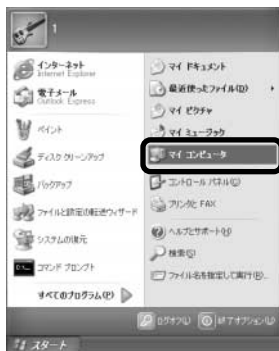 1
インターネット
Internet Explorer
電子メール
Outlook Express
ペイント
ディスク クリーンアップ
バックアップ
ファイルと設定の転送ウィザード
システムの復元
コマンド プロンプト
すべてのプログラム(P)
マイ ドキュメント
最近使ったファイル(D)
マイ ピクチャ
マイ ミュージック
マイ コンピュータ
コントロール パネル(C)
プリンタと FAX
ヘルプとサポート(H)
検索(S)
ファイル名を指定して実行(R)...
ログオフ(L)
終了オプション(U)
スタート